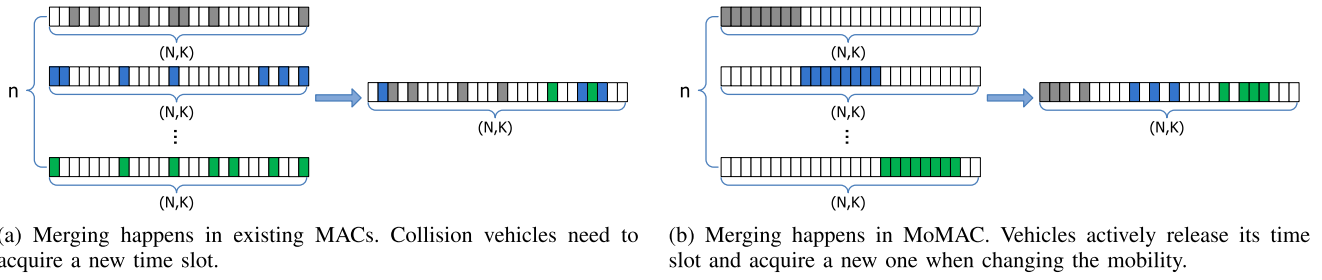 n
(N,K)
(N,K)
⋮
(N,K)
(N,K)
(a) Merging happens in existing MACs. Collision vehicles need to
acquire a new time slot.
n
(N,K)
(N,K)
⋮
(N,K)
(N,K)
(b) Merging happens in MoMAC. Vehicles actively release its time
slot and acquire a new one when changing the mobility.